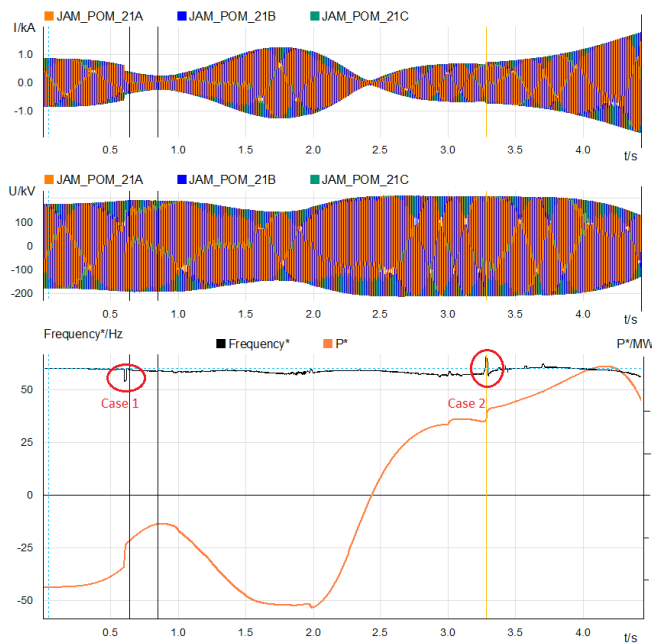 JAM_POM_21A JAM_POM_21B JAM_POM_21C
I/kA
1.0
0.0
-1.0
0.5 1.0 1.5 2.0 2.5 3.0 3.5 4.0
t/s
JAM_POM_21A JAM_POM_21B JAM_POM_21C
U/kV
100
0
-100
-200
0.5 1.0 1.5 2.0 2.5 3.0 3.5 4.0
t/s
Frequency*/Hz Frequency* P* P*/MW
50
Case 1 Case 2
25
0
-25
-50
0.5 1.0 1.5 2.0 2.5 3.0 3.5 4.0
t/s